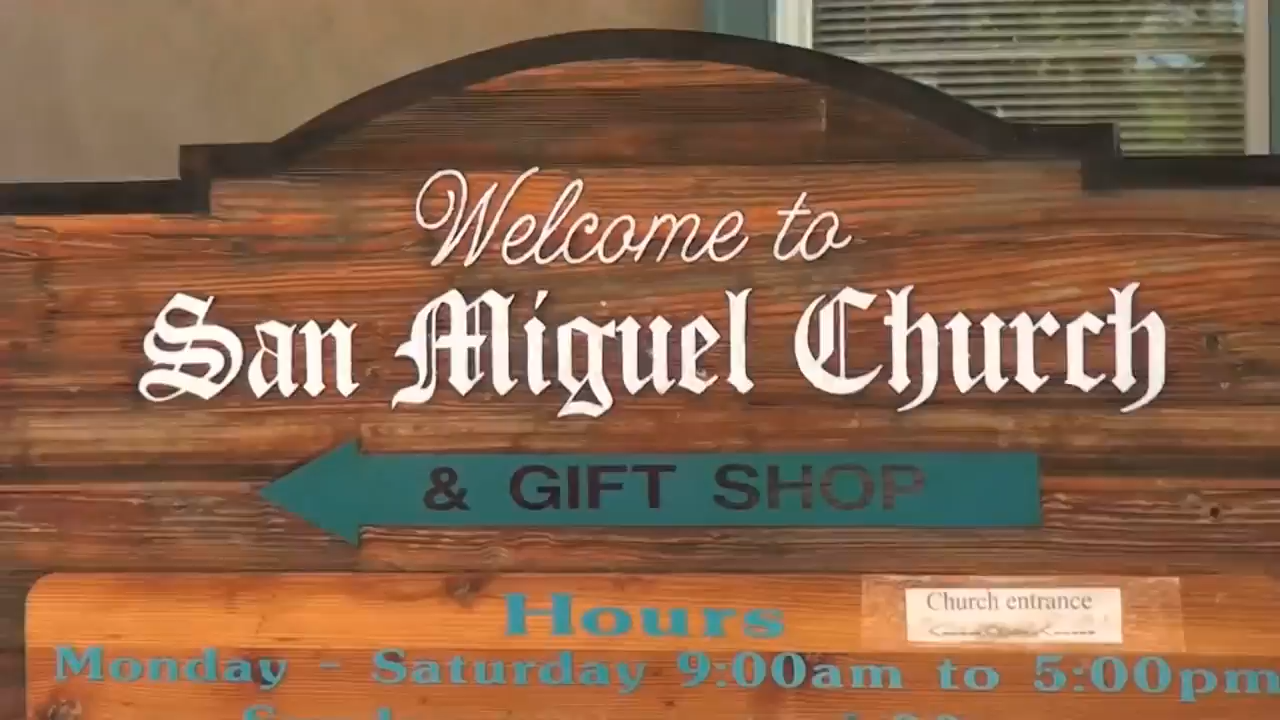 Welcome to
San Miguel Church
& GIFT SHOP
Hours
Church entrance
Monday - Saturday 9:00am to 5:00pm